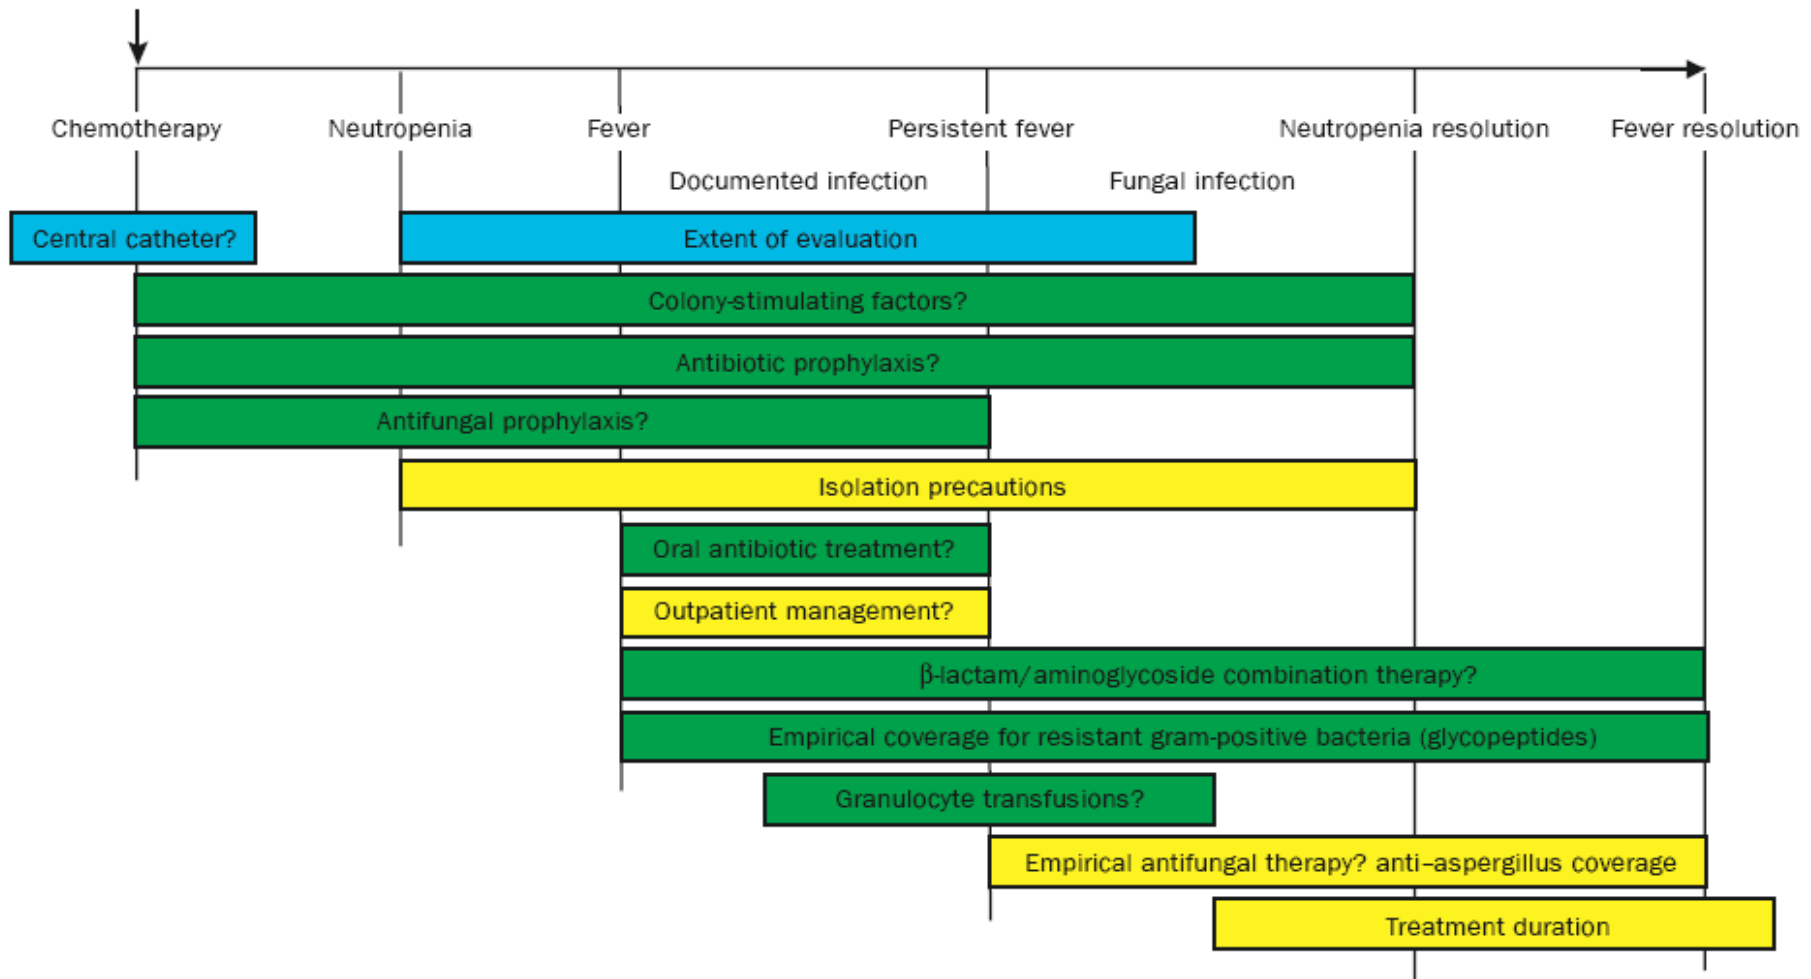 Chemotherapy
Neutropenia
Fever
Persistent fever
Neutropenia resolution
Fever resolution
Documented infection
Fungal infection
Central catheter?
Extent of evaluation
Colony-stimulating factors?
Antibiotic prophylaxis?
Antifungal prophylaxis?
Isolation precautions
Oral antibiotic treatment?
Outpatient management?
β-lactam/aminoglycoside combination therapy?
Empirical coverage for resistant gram-positive bacteria (glycopeptides)
Granulocyte transfusions?
Empirical antifungal therapy? anti–aspergillus coverage
Treatment duration